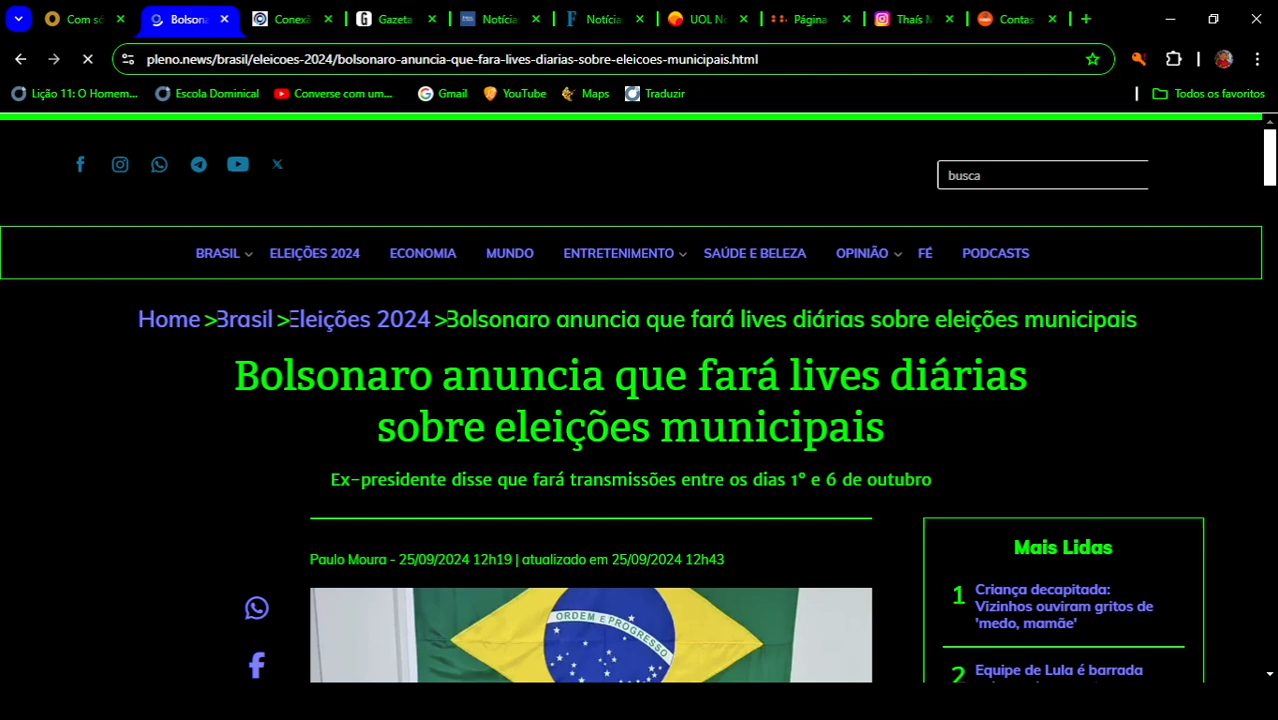 Com só Bolsona Conexã Gazeta Notícia Notícia UOL No Página Thaís M Contas
pleno.news/brasil/eleicoes-2024/bolsonaro-anuncia-que-fara-lives-diarias-sobre-eleicoes-municipais.html
Lição 11: O Homem... Escola Dominical Converse com um... Gmail YouTube Maps Traduzir Todos os favoritos
busca
BRASIL ELEIÇÕES 2024 ECONOMIA MUNDO ENTRETENIMENTO SAÚDE E BELEZA OPINIÃO FÉ PODCASTS
Home >Brasil >Eleições 2024 >Bolsonaro anuncia que fará lives diárias sobre eleições municipais
Bolsonaro anuncia que fará lives diárias
sobre eleições municipais
Ex-presidente disse que fará transmissões entre os dias 1º e 6 de outubro
Paulo Moura - 25/09/2024 12h19 | atualizado em 25/09/2024 12h43
ORDEM E PROGRESSO
Mais Lidas
1 Criança decapitada:
Vizinhos ouviram gritos de
'medo, mamãe'
2 Equipe de Lula é barrada